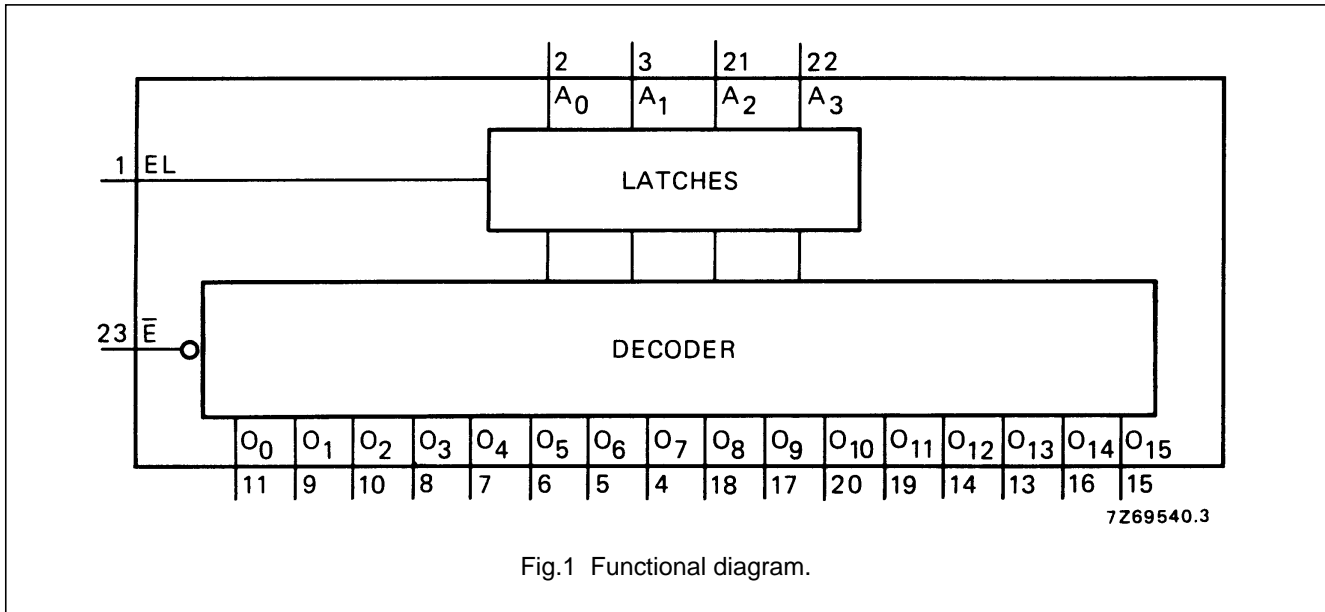 2 3 21 22
A0 A1 A2 A3
1 EL
LATCHES
23 E̅
DECODER
O0 O1 O2 O3 O4 O5 O6 O7 O8 O9 O10 O11 O12 O13 O14 O15
11 9 10 8 7 6 5 4 18 17 20 19 14 13 16 15
7Z69540.3
Fig.1 Functional diagram.